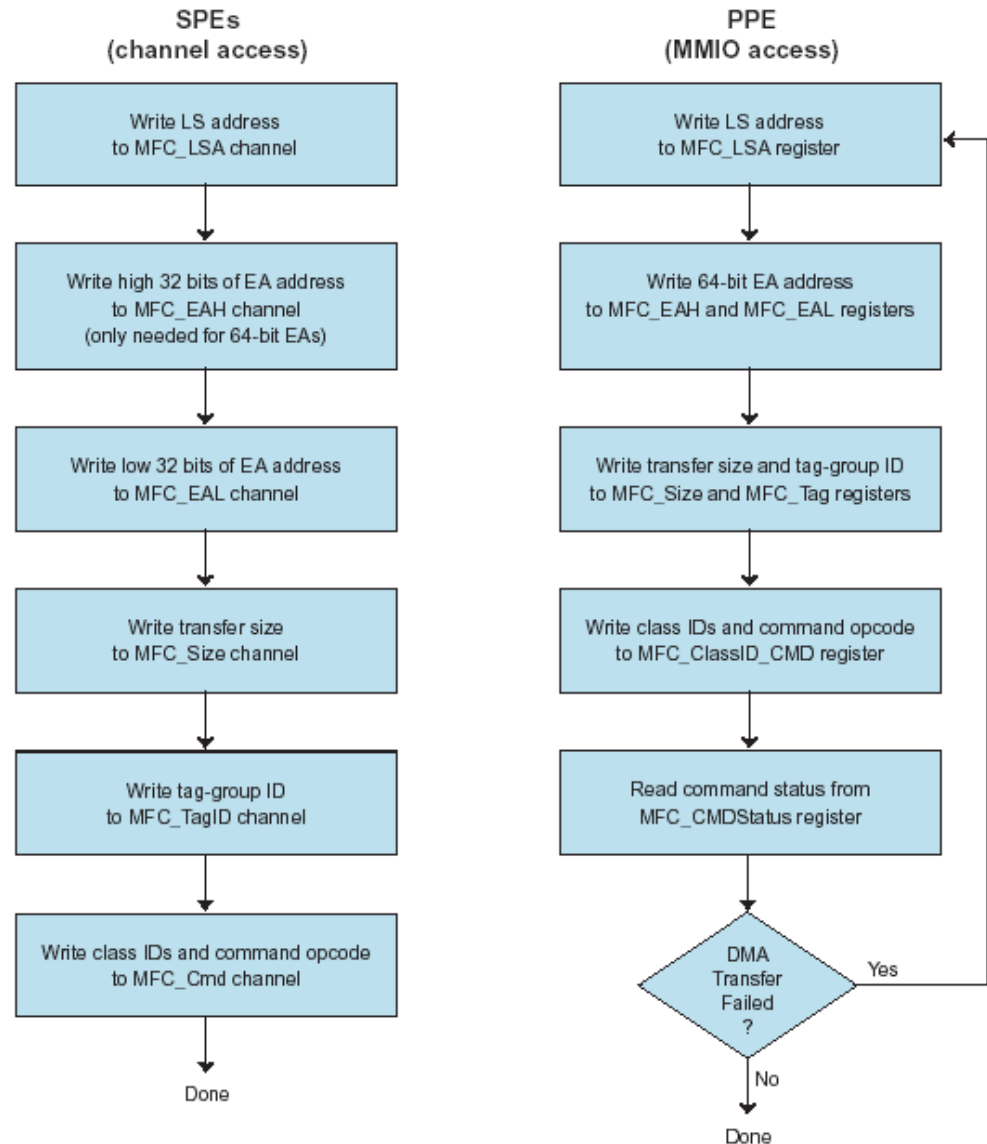 SPEs
(channel access)
Write LS address
to MFC_LSA channel
Write high 32 bits of EA address
to MFC_EAH channel
(only needed for 64-bit EAs)
Write low 32 bits of EA address
to MFC_EAL channel
Write transfer size
to MFC_Size channel
Write tag-group ID
to MFC_TagID channel
Write class IDs and command opcode
to MFC_Cmd channel
Done
PPE
(MMIO access)
Write LS address
to MFC_LSA register
Write 64-bit EA address
to MFC_EAH and MFC_EAL registers
Write transfer size and tag-group ID
to MFC_Size and MFC_Tag registers
Write class IDs and command opcode
to MFC_ClassID_CMD register
Read command status from
MFC_CMDStatus register
DMA
Transfer
Failed
?
Yes
No
Done